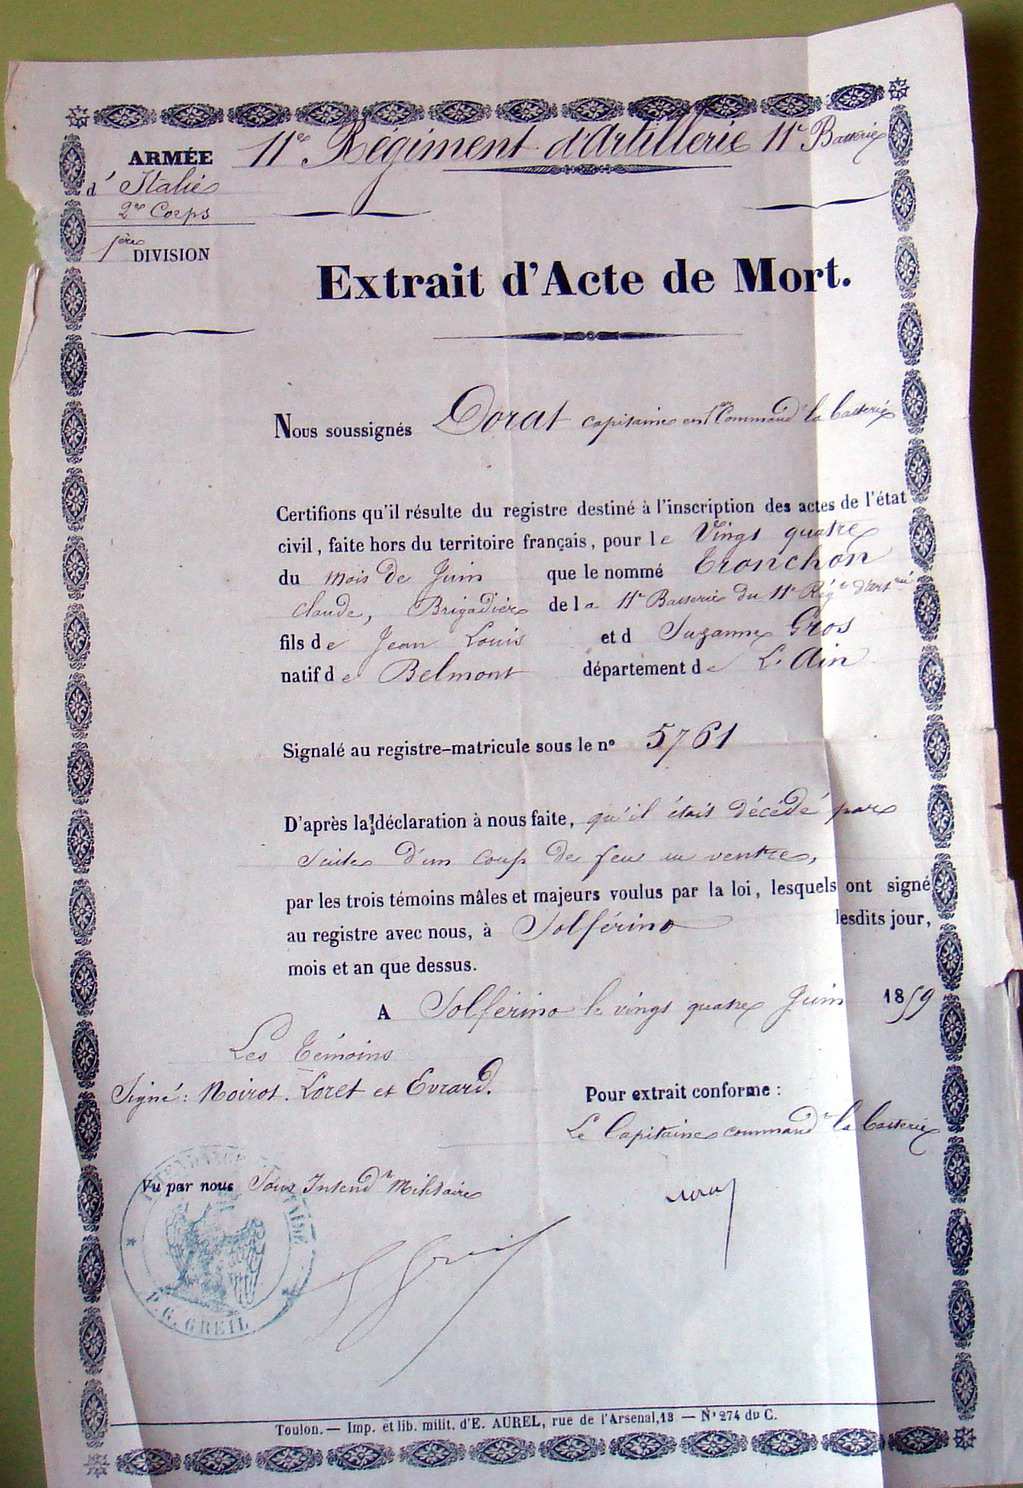 11e Régiment d'Artillerie 11e Batterie
ARMÉE
d'Italie
2e Corps
1ère DIVISION
Extrait d'Acte de Mort.
Nous soussignés Dorat capitaine en 1er Commandt la batterie
Certifions qu'il résulte du registre destiné à l'inscription des actes de l'état
civil, faite hors du territoire français, pour le Vingt quatre
du mois de Juin que le nommé Tronchon
Claude, Brigadier de la 11e Batterie du 11e Régt d'artie
fils de Jean Louis et d Suzanne Gros
natif de Belmont département de L'Ain
Signalé au registre-matricule sous le n° 5761
D'après la déclaration à nous faite, qu'il était décédé par
suite d'un coup de feu au ventre,
par les trois témoins mâles et majeurs voulus par la loi, lesquels ont signé
au registre avec nous, à Solférino lesdits jour,
mois et an que dessus.
A Solférino le vingt quatre Juin 1859
Les Témoins
Signé: Noirot. Loret et Evrard.
Pour extrait conforme :
Le Capitaine commandt la batterie
Vu par nous Sous Intendt Militaire
P. G. GREIL
Toulon. — Imp. et lib. milit. d'E. AUREL, rue de l'Arsenal, 13 — N° 274 du C.